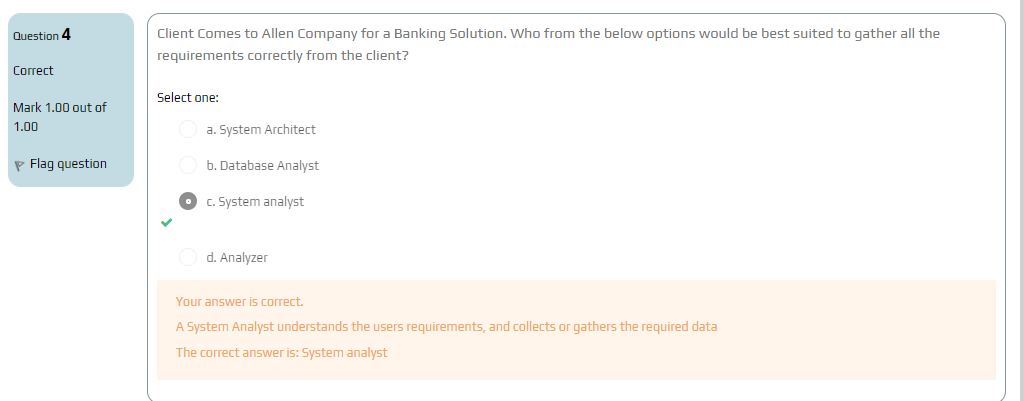 Question 4
Correct
Mark 1.00 out of
1.00
Flag question
Client Comes to Allen Company for a Banking Solution. Who from the below options would be best suited to gather all the
requirements correctly from the client?
Select one:
a. System Architect
b. Database Analyst
c. System analyst
d. Analyzer
Your answer is correct.
A System Analyst understands the users requirements, and collects or gathers the required data
The correct answer is: System analyst